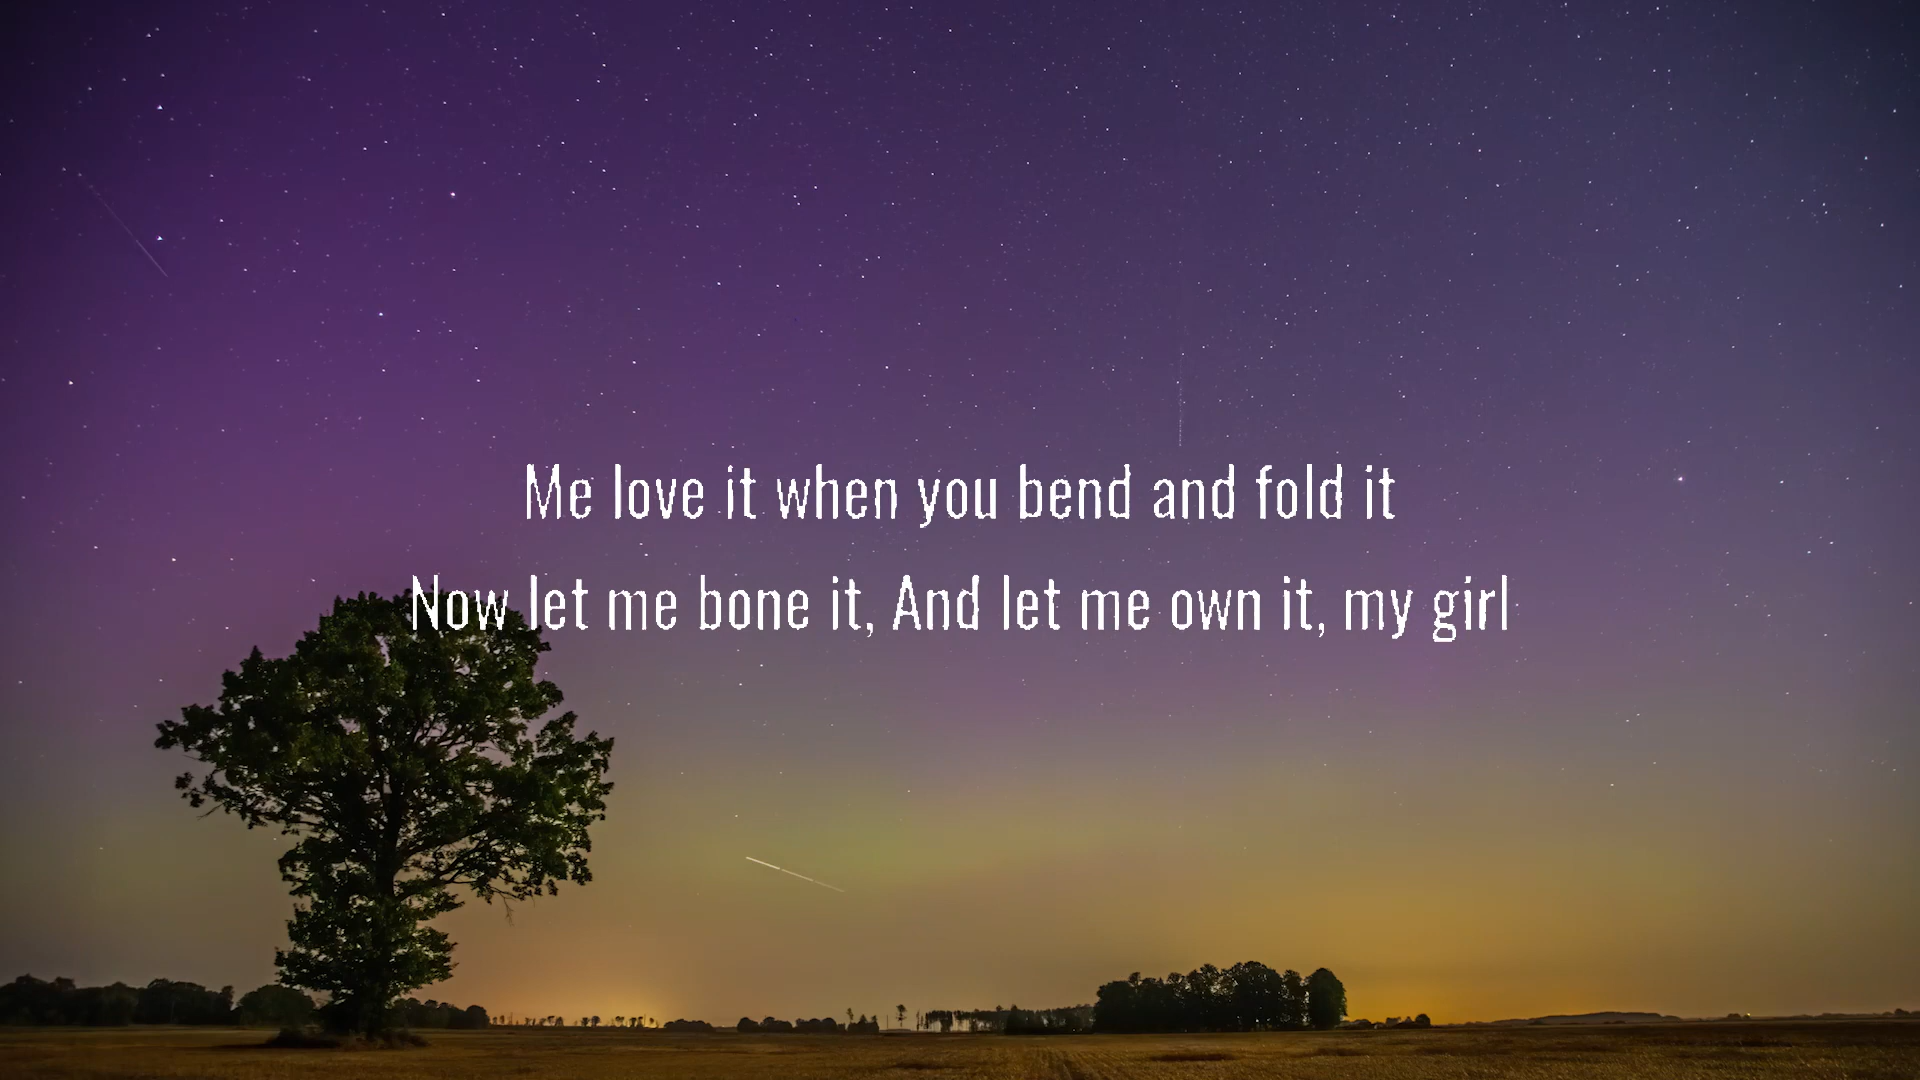 Me love it when you bend and fold it
Now let me bone it, And let me own it, my girl